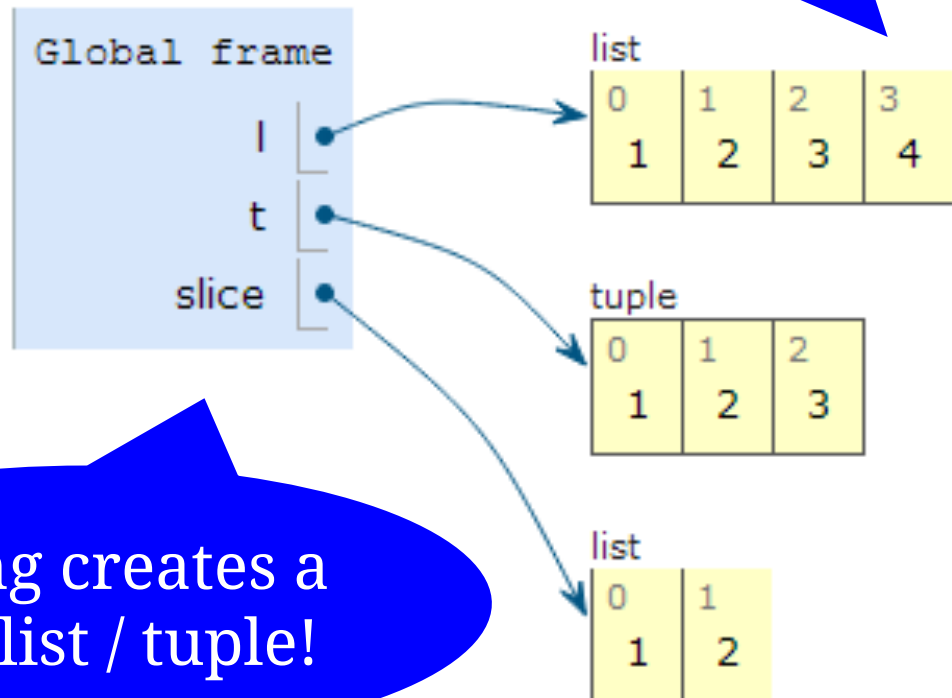 Global frame
l
t
slice
list
0 1 2 3
1 2 3 4
tuple
0 1 2
1 2 3
list
0 1
1 2
ng creates a
list / tuple!